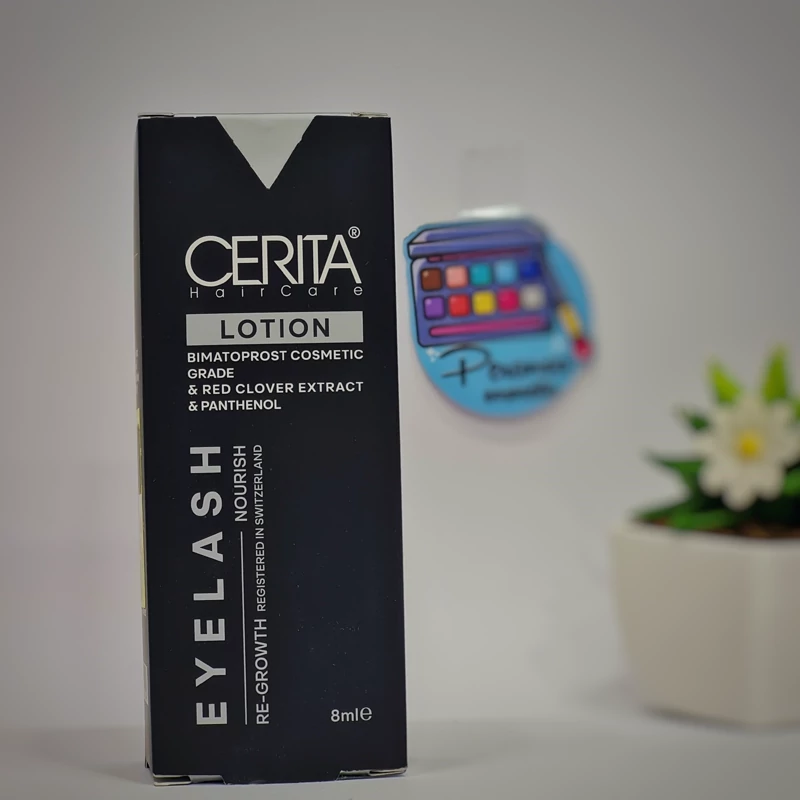 CERITA®
HairCare
LOTION
BIMATOPROST COSMETIC
GRADE
& RED CLOVER EXTRACT
& PANTHENOL
EYELASH
NOURISH
RE-GROWTH REGISTERED IN SWITZERLAND
8ml℮